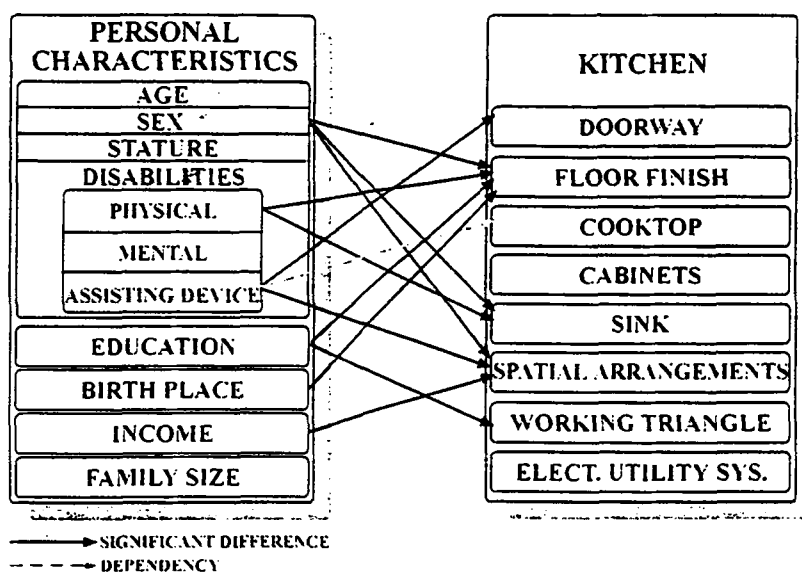 PERSONAL
CHARACTERISTICS
AGE
SEX
STATURE
DISABILITIES
PHYSICAL
MENTAL
ASSISTING DEVICE
EDUCATION
BIRTH PLACE
INCOME
FAMILY SIZE
KITCHEN
DOORWAY
FLOOR FINISH
COOKTOP
CABINETS
SINK
SPATIAL ARRANGEMENTS
WORKING TRIANGLE
ELECT. UTILITY SYS.
SIGNIFICANT DIFFERENCE
DEPENDENCY